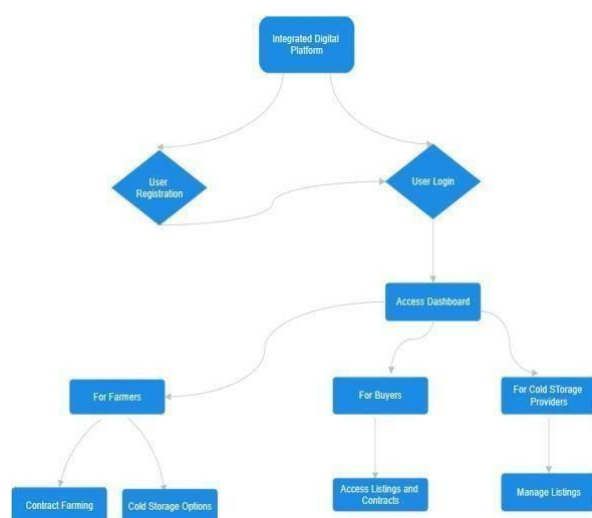 Integrated Digital
Platform
User
Registration
User Login
Access Dashboard
For Farmers
For Buyers
For Cold STorage
Providers
Contract Farming
Cold Storage Options
Access Listings and
Contracts
Manage Listings